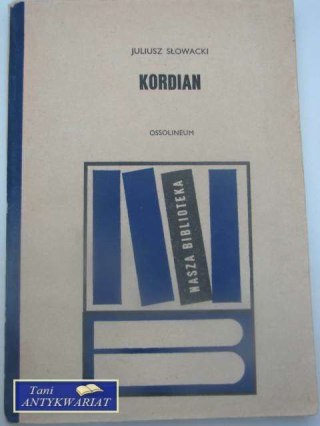 JULIUSZ SŁOWACKI
KORDIAN
OSSOLINEUM
NASZA BIBLIOTEKA
Tani
ANTYKWARIAT